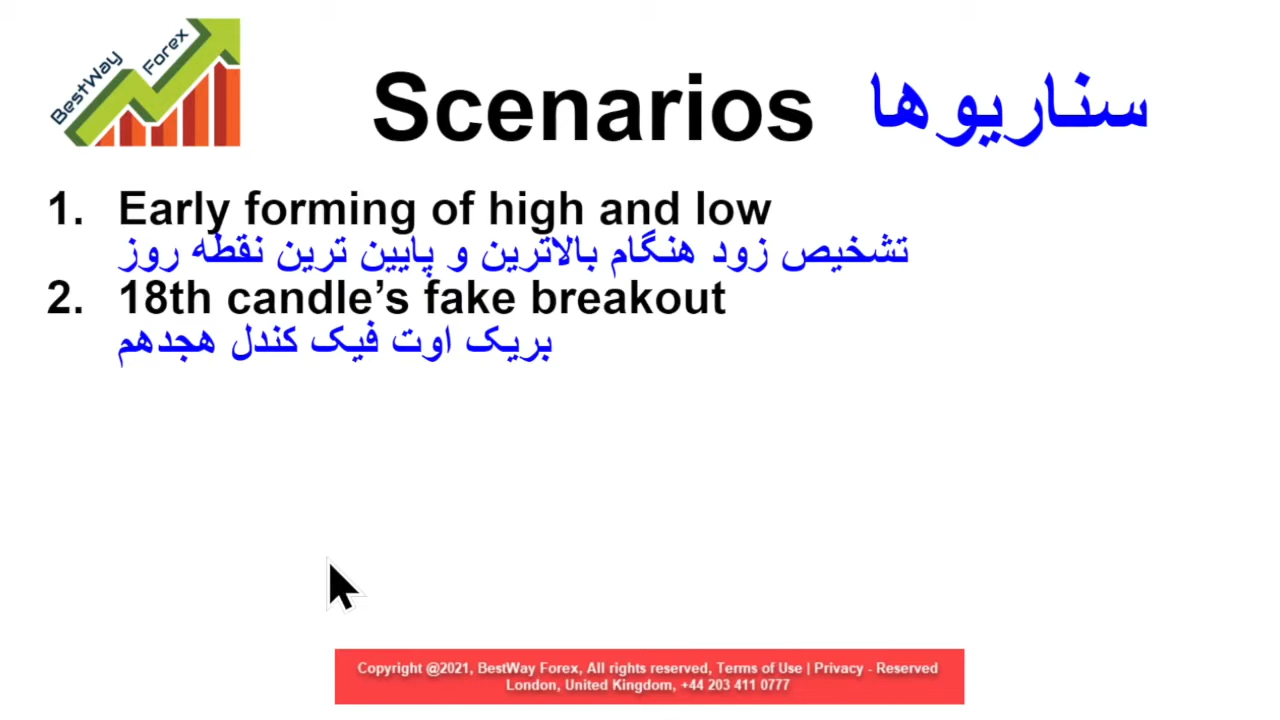 BestWay Forex
Scenarios سناریوها
1. Early forming of high and low
تشخیص زود هنگام بالاترین و پایین ترین نقطه روز
2. 18th candle’s fake breakout
بریک اوت فیک کندل هجدهم
Copyright @2021, BestWay Forex, All rights reserved, Terms of Use | Privacy - Reserved
London, United Kingdom, +44 203 411 0777